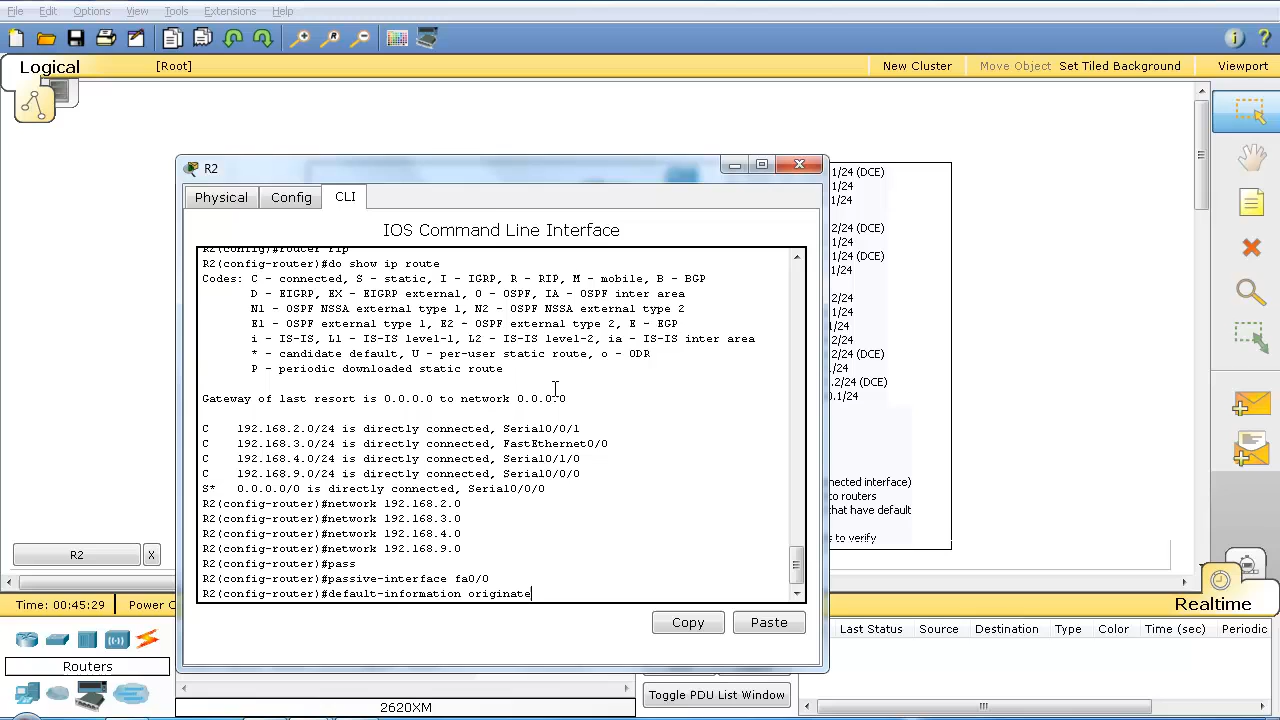 File Edit Options View Tools Extensions Help
Logical [Root] New Cluster Move Object Set Tiled Background Viewport
R2
Physical Config CLI
IOS Command Line Interface
R2(config)#router rip
R2(config-router)#do show ip route
Codes: C - connected, S - static, I - IGRP, R - RIP, M - mobile, B - BGP
D - EIGRP, EX - EIGRP external, O - OSPF, IA - OSPF inter area
N1 - OSPF NSSA external type 1, N2 - OSPF NSSA external type 2
E1 - OSPF external type 1, E2 - OSPF external type 2, E - EGP
i - IS-IS, L1 - IS-IS level-1, L2 - IS-IS level-2, ia - IS-IS inter area
* - candidate default, U - per-user static route, o - ODR
P - periodic downloaded static route
Gateway of last resort is 0.0.0.0 to network 0.0.0.0
C 192.168.2.0/24 is directly connected, Serial0/0/1
C 192.168.3.0/24 is directly connected, FastEthernet0/0
C 192.168.4.0/24 is directly connected, Serial0/1/0
C 192.168.9.0/24 is directly connected, Serial0/0/0
S* 0.0.0.0/0 is directly connected, Serial0/0/0
R2(config-router)#network 192.168.2.0
R2(config-router)#network 192.168.3.0
R2(config-router)#network 192.168.4.0
R2(config-router)#network 192.168.9.0
R2(config-router)#pass
R2(config-router)#passive-interface fa0/0
R2(config-router)#default-information originate
Copy Paste
1/24 (DCE)
1/24
1/24
2/24 (DCE)
1/24
.1/24 (DCE)
1/24
2/24
1/24
1/24
2/24
2/24 (DCE)
.2/24 (DCE)
0.1/24
nected interface)
to routers
that have default
s to verify
R2 X
Time: 00:45:29 Power C
Realtime
Routers
2620XM
Toggle PDU List Window
Last Status Source Destination Type Color Time (sec) Periodic